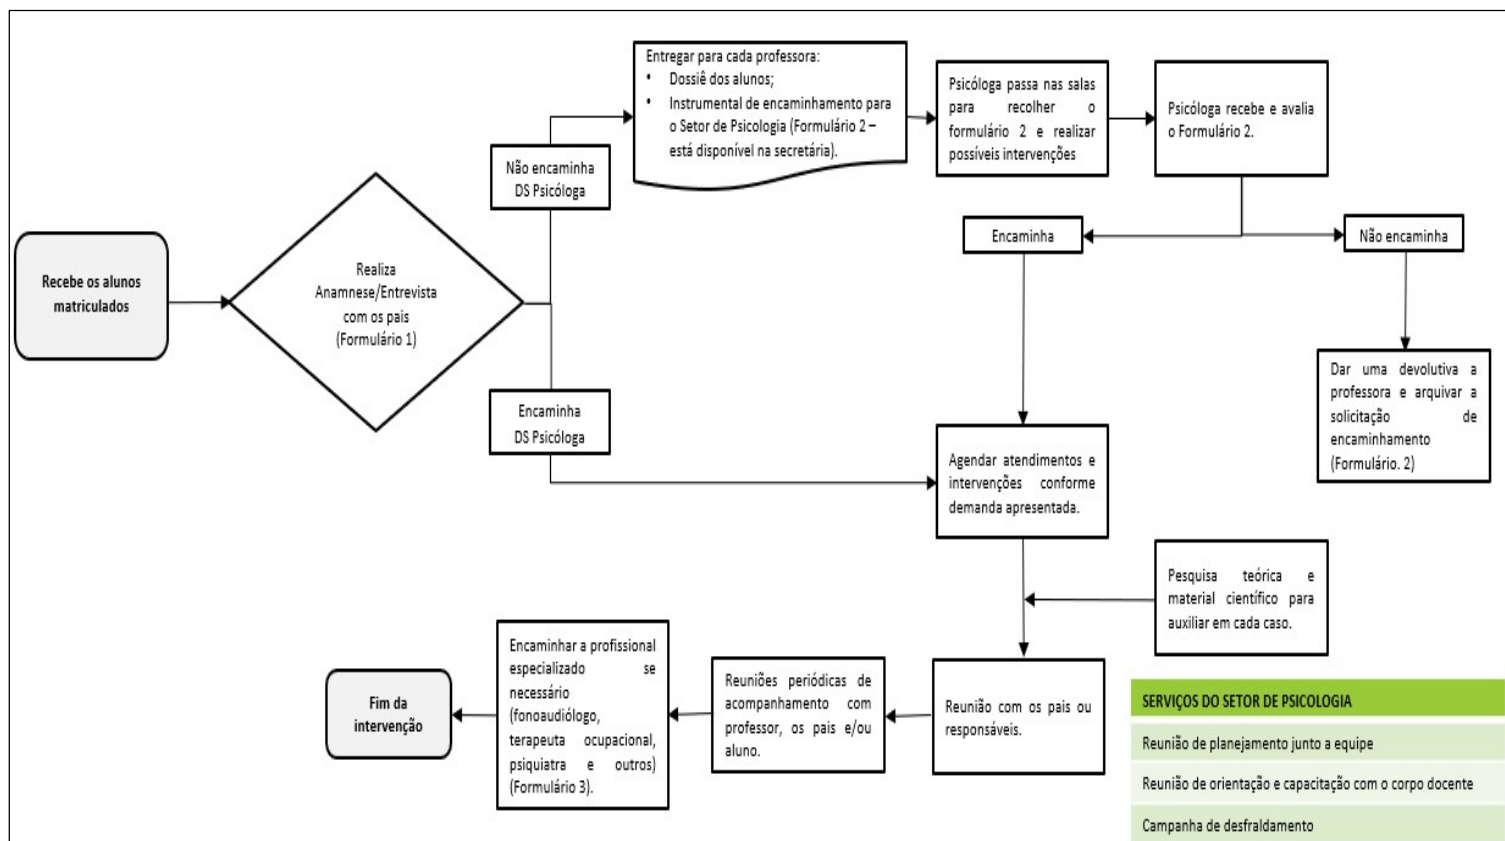 Recebe os alunos
matriculados
Realiza
Anamnese/Entrevista
com os pais
(Formulário 1)
Não encaminha
DS Psicóloga
Encaminha
DS Psicóloga
Entregar para cada professora:
• Dossiê dos alunos;
• Instrumental de encaminhamento para
o Setor de Psicologia (Formulário 2 –
está disponível na secretária).
Psicóloga passa nas salas
para recolher o
formulário 2 e realizar
possíveis intervenções
Psicóloga recebe e avalia
o Formulário 2.
Encaminha
Não encaminha
Dar uma devolutiva a
professora e arquivar a
solicitação de
encaminhamento
(Formulário. 2)
Agendar atendimentos e
intervenções conforme
demanda apresentada.
Pesquisa teórica e
material científico para
auxiliar em cada caso.
Reunião com os pais ou
responsáveis.
Reuniões periódicas de
acompanhamento com
professor, os pais e/ou
aluno.
Encaminhar a profissional
especializado se
necessário
(fonoaudiólogo,
terapeuta ocupacional,
psiquiatra e outros)
(Formulário 3).
Fim da
intervenção
SERVIÇOS DO SETOR DE PSICOLOGIA
Reunião de planejamento junto a equipe
Reunião de orientação e capacitação com o corpo docente
Campanha de desfraldamento